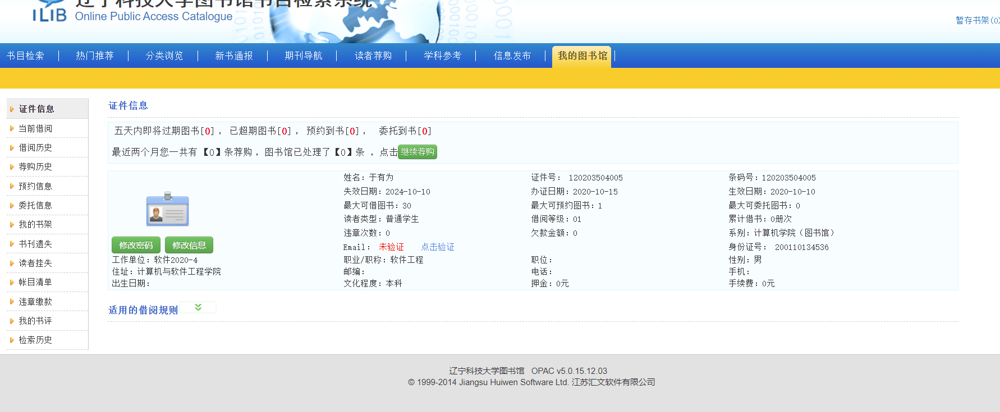 辽宁科技大学图书馆书目检索系统
ILIB Online Public Access Catalogue
暂存书架(0)
书目检索 热门推荐 分类浏览 新书通报 期刊导航 读者荐购 学科参考 信息发布 我的图书馆
证件信息
当前借阅
借阅历史
荐购历史
预约信息
委托信息
我的书架
书刊遗失
读者挂失
帐目清单
违章缴款
我的书评
检索历史
证件信息
五天内即将过期图书[0] ， 已超期图书[0] ， 预约到书[0] ， 委托到书[0]
最近两个月您一共有 【0】条荐购 ，图书馆已处理了【0】条 ，点击 继续荐购
姓名：于有为 证件号： 120203504005 条码号：120203504005
失效日期：2024-10-10 办证日期：2020-10-15 生效日期：2020-10-10
最大可借图书：30 最大可预约图书：1 最大可委托图书：0
读者类型：普通学生 借阅等级：01 累计借书：0册次
违章次数：0 欠款金额：0 系别：计算机学院（图书馆）
修改密码 修改信息 Email： 未验证 点击验证 身份证号： 200110134536
工作单位：软件2020-4 职业/职称：软件工程 职位： 性别：男
住址：计算机与软件工程学院 邮编： 电话： 手机：
出生日期： 文化程度：本科 押金：0元 手续费：0元
适用的借阅规则
辽宁科技大学图书馆 OPAC v5.0.15.12.03
© 1999-2014 Jiangsu Huiwen Software Ltd. 江苏汇文软件有限公司